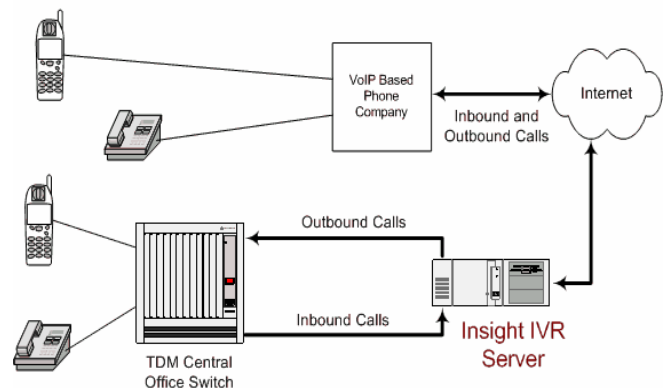 VoIP Based
Phone
Company
Internet
Inbound and
Outbound Calls
Outbound Calls
Inbound Calls
Insight IVR
Server
TDM Central
Office Switch